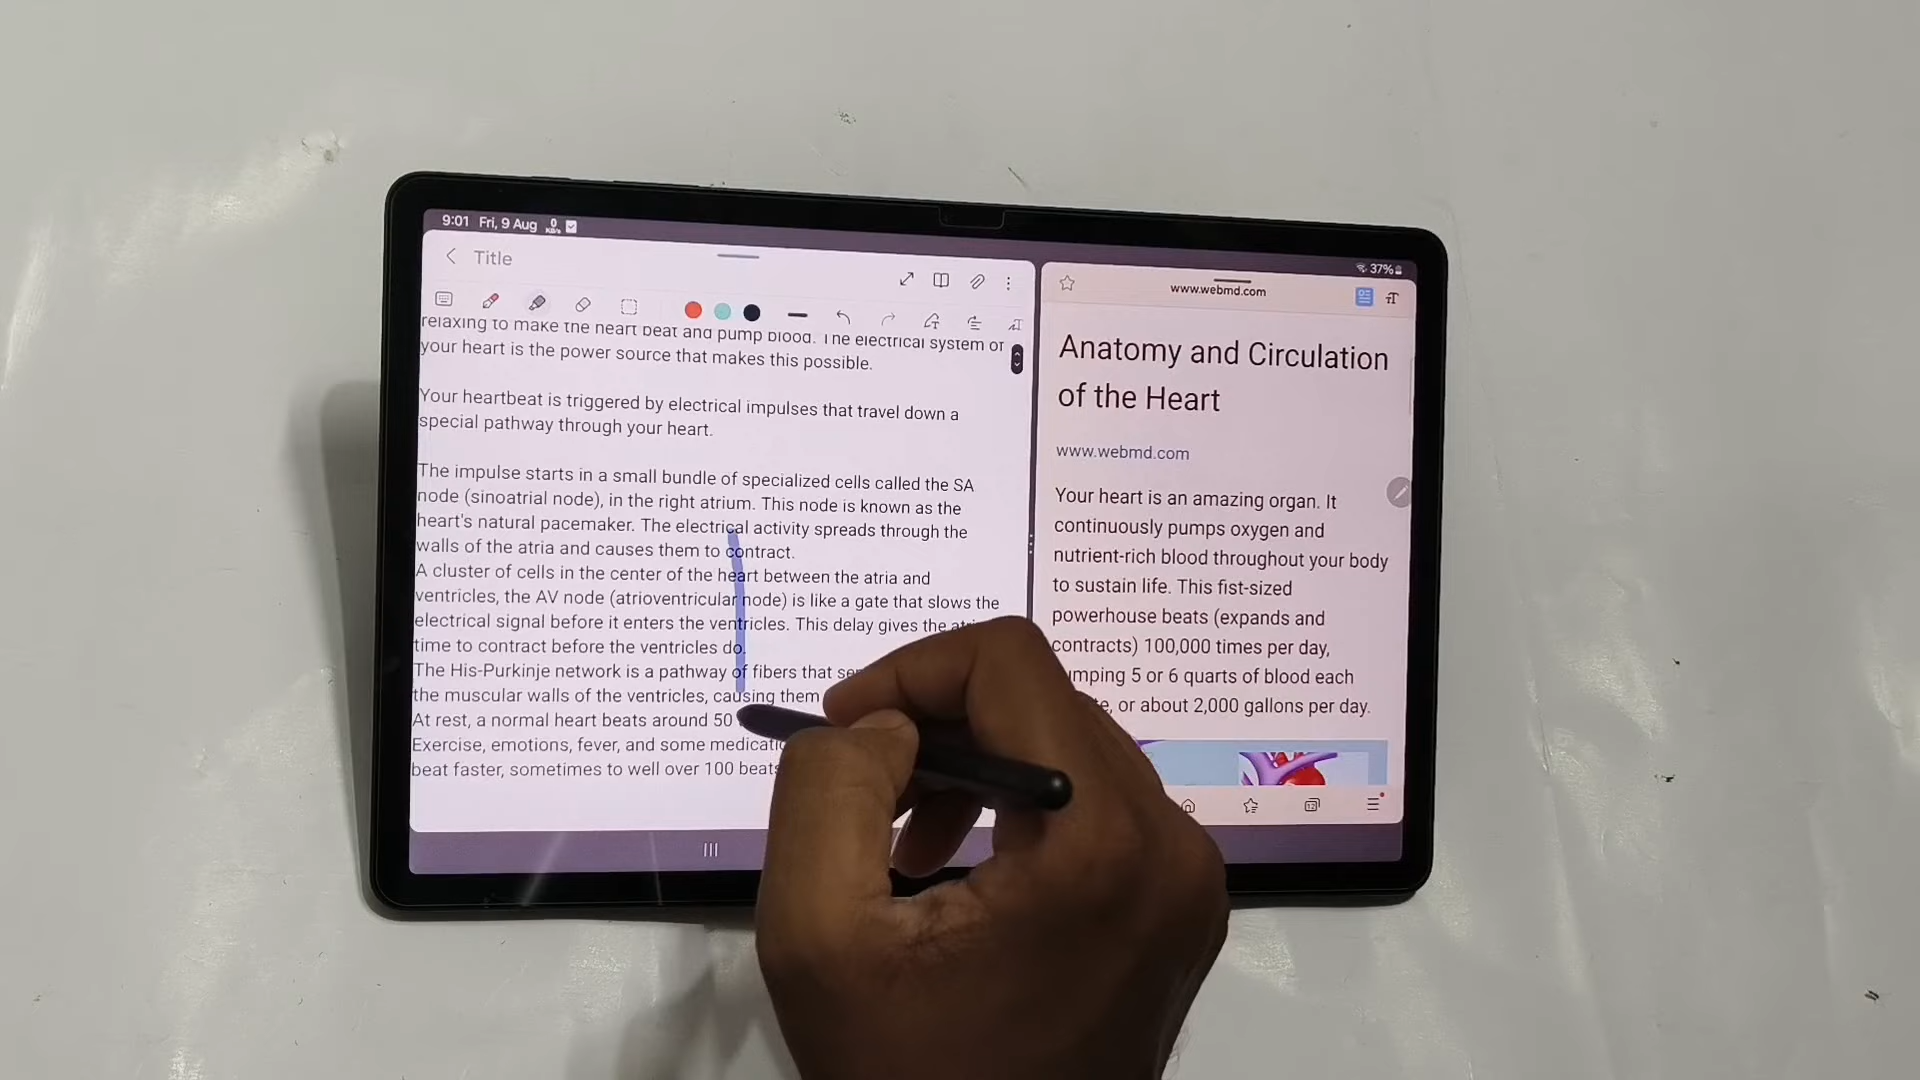 9:01 Fri, 9 Aug 0 KB/s
37%
Title
relaxing to make the heart beat and pump blood. The electrical system of
your heart is the power source that makes this possible.
Your heartbeat is triggered by electrical impulses that travel down a
special pathway through your heart.
The impulse starts in a small bundle of specialized cells called the SA
node (sinoatrial node), in the right atrium. This node is known as the
heart's natural pacemaker. The electrical activity spreads through the
walls of the atria and causes them to contract.
A cluster of cells in the center of the heart between the atria and
ventricles, the AV node (atrioventricular node) is like a gate that slows the
electrical signal before it enters the ventricles. This delay gives the
time to contract before the ventricles do.
The His-Purkinje network is a pathway of fibers that
the muscular walls of the ventricles, causing them
At rest, a normal heart beats around 50
Exercise, emotions, fever, and some
beat faster, sometimes to well over 100 beats
www.webmd.com
Anatomy and Circulation
of the Heart
www.webmd.com
Your heart is an amazing organ. It
continuously pumps oxygen and
nutrient-rich blood throughout your body
to sustain life. This fist-sized
powerhouse beats (expands and
contracts) 100,000 times per day,
umping 5 or 6 quarts of blood each
te, or about 2,000 gallons per day.